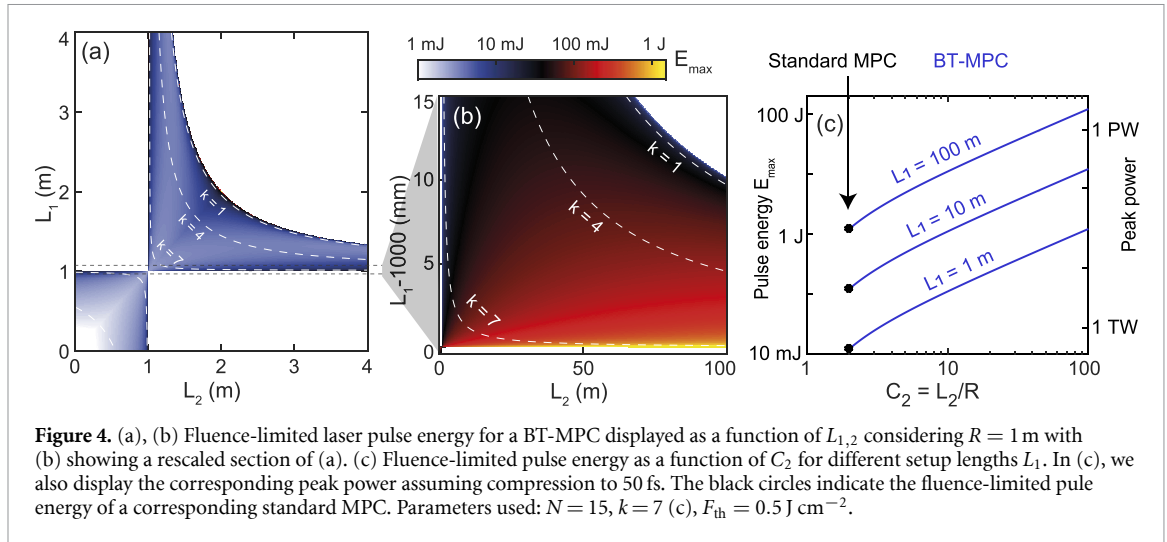 (a)
4
3
2
1
0
L₁ (m)
k = 1
k = 4
k = 7
0 1 2 3 4
L₂ (m)
1 mJ 10 mJ 100 mJ 1 J
E_max
(b)
15
10
5
0
L₁-1000 (mm)
k = 1
k = 4
k = 7
50 100
L₂ (m)
Standard MPC BT-MPC
(c)
100 J
1 J
10 mJ
Pulse energy E_max
L₁ = 100 m
L₁ = 10 m
L₁ = 1 m
1 PW
1 TW
Peak power
1 10 100
C₂ = L₂/R
Figure 4. (a), (b) Fluence-limited laser pulse energy for a BT-MPC displayed as a function of L₁,₂ considering R = 1 m with
(b) showing a rescaled section of (a). (c) Fluence-limited pulse energy as a function of C₂ for different setup lengths L₁. In (c), we
also display the corresponding peak power assuming compression to 50 fs. The black circles indicate the fluence-limited pule
energy of a corresponding standard MPC. Parameters used: N = 15, k = 7 (c), F_th = 0.5 J cm⁻².